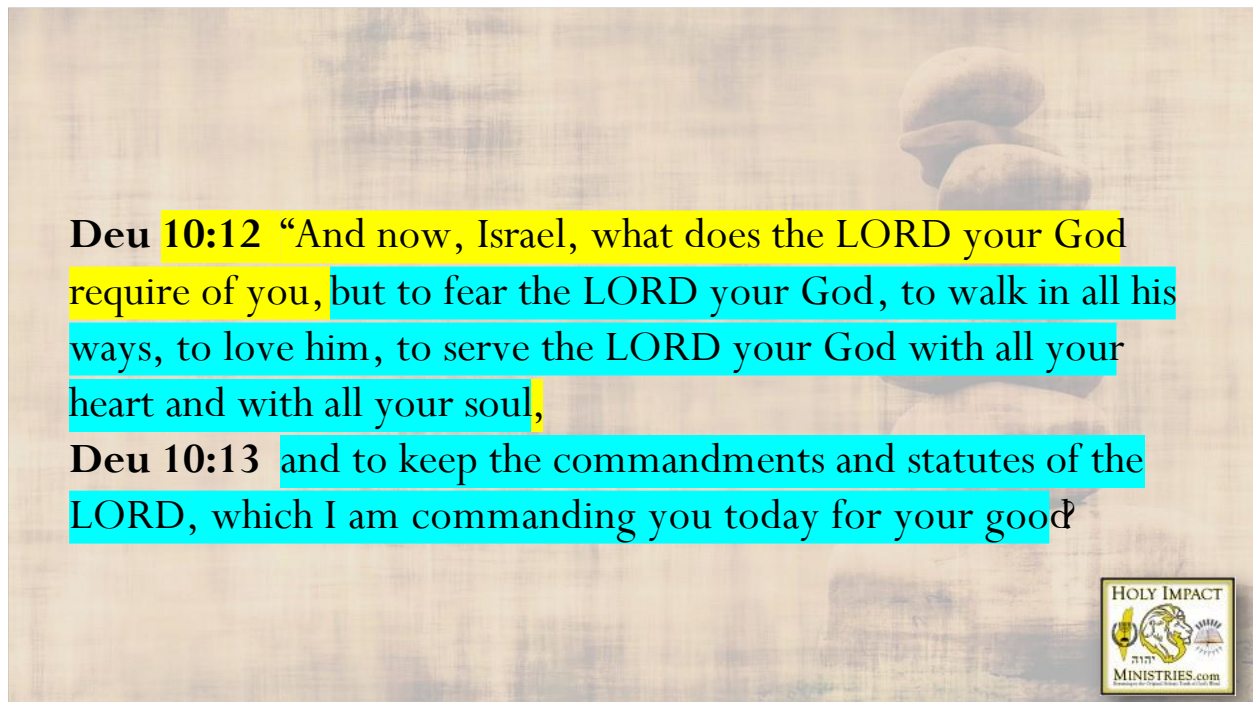 Deu 10:12 “And now, Israel, what does the LORD your God
require of you, but to fear the LORD your God, to walk in all his
ways, to love him, to serve the LORD your God with all your
heart and with all your soul,
Deu 10:13 and to keep the commandments and statutes of the
LORD, which I am commanding you today for your good?
HOLY IMPACT
יהוה
MINISTRIES.com